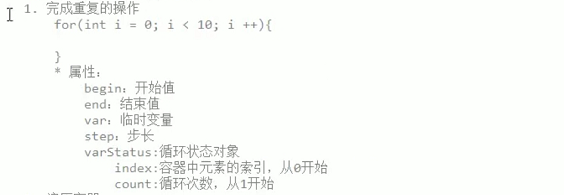 1. 完成重复的操作
for(int i = 0; i < 10; i ++){
}
* 属性：
begin：开始值
end：结束值
var：临时变量
step：步长
varStatus:循环状态对象
index:容器中元素的索引，从0开始
count:循环次数，从1开始